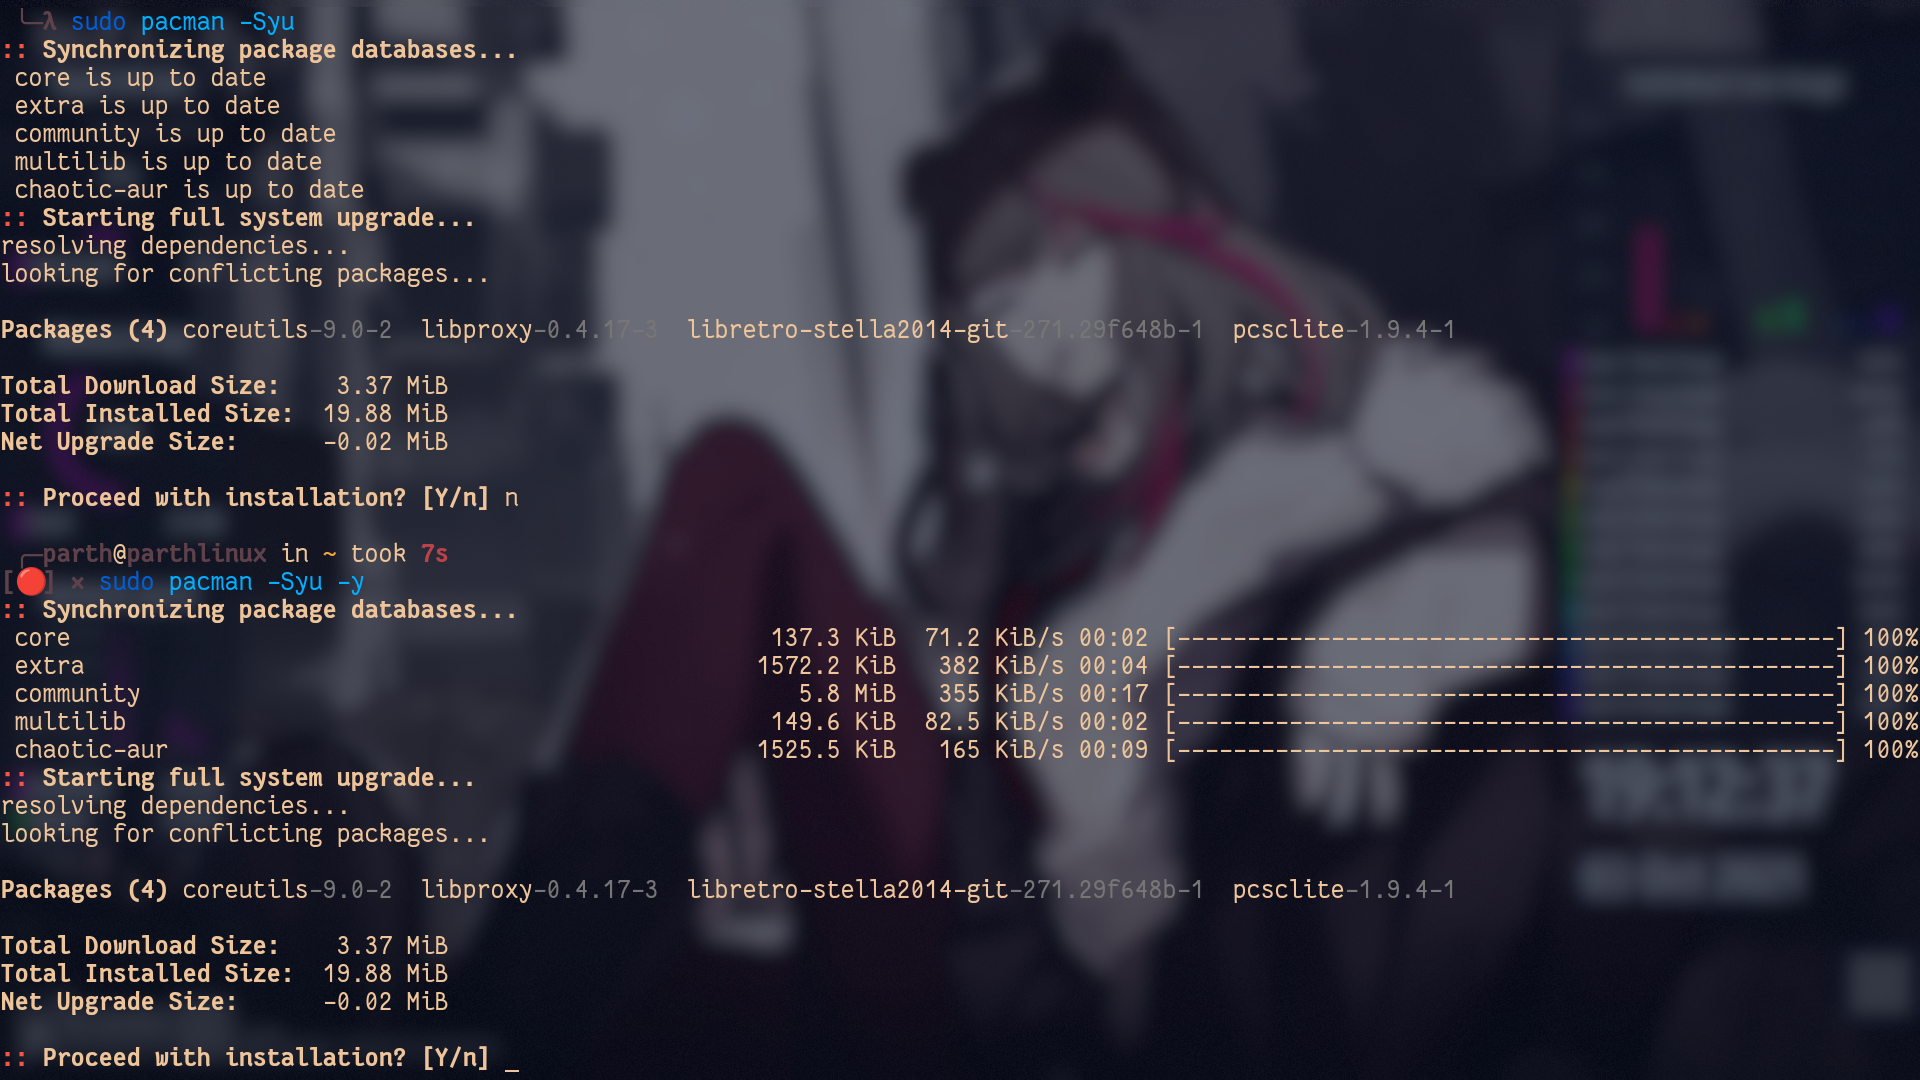 ╰─λ sudo pacman -Syu
:: Synchronizing package databases...
core is up to date
extra is up to date
community is up to date
multilib is up to date
chaotic-aur is up to date
:: Starting full system upgrade...
resolving dependencies...
looking for conflicting packages...
Packages (4) coreutils-9.0-2  libproxy-0.4.17-3  libretro-stella2014-git-271.29f648b-1  pcsclite-1.9.4-1
Total Download Size:    3.37 MiB
Total Installed Size:  19.88 MiB
Net Upgrade Size:      -0.02 MiB
:: Proceed with installation? [Y/n] n
╭─parth@parthlinux in ~ took 7s
[🔴] × sudo pacman -Syu -y
:: Synchronizing package databases...
core 137.3 KiB 71.2 KiB/s 00:02 [-----------------------------------------------] 100%
extra 1572.2 KiB 382 KiB/s 00:04 [-----------------------------------------------] 100%
community 5.8 MiB 355 KiB/s 00:17 [-----------------------------------------------] 100%
multilib 149.6 KiB 82.5 KiB/s 00:02 [-----------------------------------------------] 100%
chaotic-aur 1525.5 KiB 165 KiB/s 00:09 [-----------------------------------------------] 100%
:: Starting full system upgrade...
resolving dependencies...
looking for conflicting packages...
Packages (4) coreutils-9.0-2  libproxy-0.4.17-3  libretro-stella2014-git-271.29f648b-1  pcsclite-1.9.4-1
Total Download Size:    3.37 MiB
Total Installed Size:  19.88 MiB
Net Upgrade Size:      -0.02 MiB
:: Proceed with installation? [Y/n] _
19:12:37